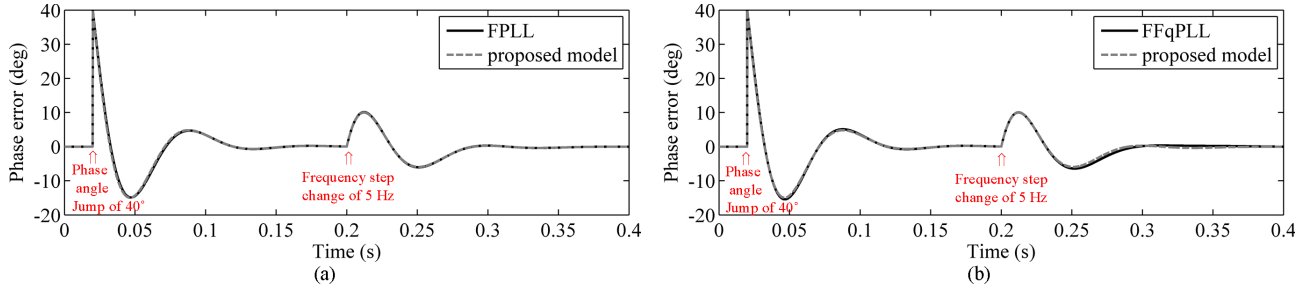 Phase error (deg)
40
30
20
10
0
-10
-20
FPLL
proposed model
⇑
Phase
angle
Jump of 40°
⇑
Frequency step
change of 5 Hz
0
0.05
0.1
0.15
0.2
0.25
0.3
0.35
0.4
Time (s)
(a)
Phase error (deg)
40
30
20
10
0
-10
-20
FFqPLL
proposed model
⇑
Phase
angle
Jump of 40°
⇑
Frequency step
change of 5 Hz
0
0.05
0.1
0.15
0.2
0.25
0.3
0.35
0.4
Time (s)
(b)